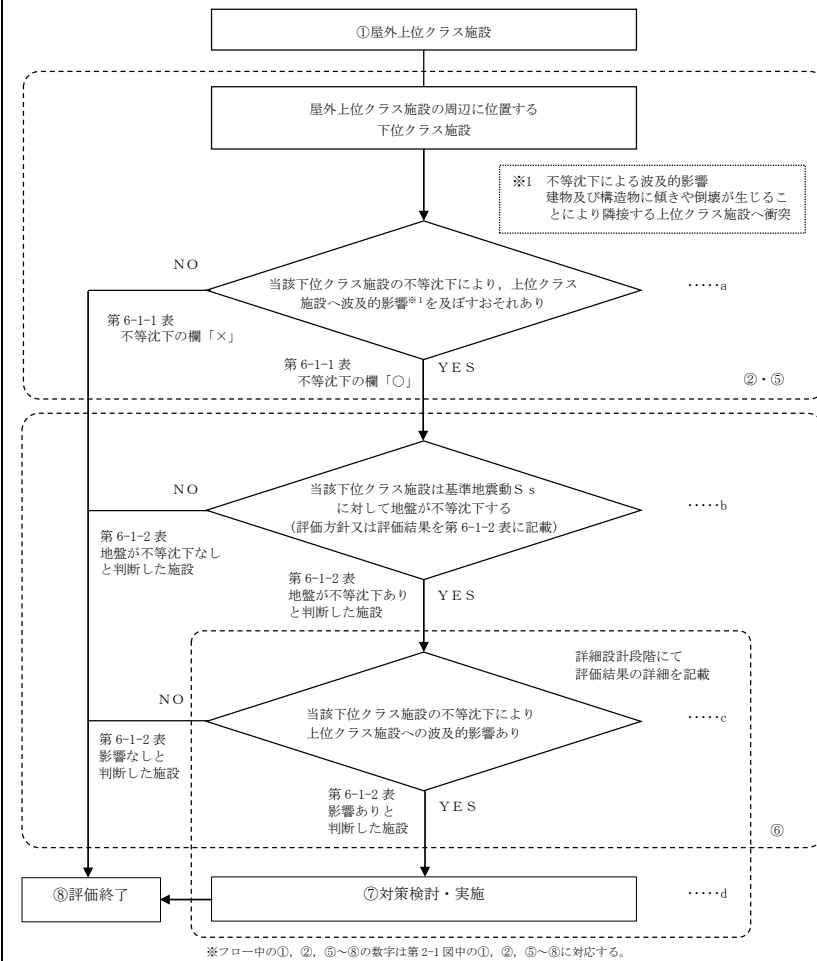 ①屋外上位クラス施設
屋外上位クラス施設の周辺に位置する
下位クラス施設
※1 不等沈下による波及的影響
建物及び構造物に傾きや倒壊が生じるこ
とにより隣接する上位クラス施設へ衝突
NO
当該下位クラス施設の不等沈下により，上位クラス
施設へ波及的影響※1を及ぼすおそれあり
・・・・・a
第 6-1-1 表
不等沈下の欄「×」
第 6-1-1 表
不等沈下の欄「○」
YES
②・⑤
NO
当該下位クラス施設は基準地震動Ｓｓ
に対して地盤が不等沈下する
(評価方針又は評価結果を第 6-1-2 表に記載)
・・・・・b
第 6-1-2 表
地盤が不等沈下なし
と判断した施設
第 6-1-2 表
地盤が不等沈下あり
と判断した施設
YES
詳細設計段階にて
評価結果の詳細を記載
NO
当該下位クラス施設の不等沈下により
上位クラス施設への波及的影響あり
・・・・・c
第 6-1-2 表
影響なしと
判断した施設
第 6-1-2 表
影響ありと
判断した施設
YES
⑥
⑧評価終了
⑦対策検討・実施
・・・・・d
※フロー中の①，②，⑤～⑧の数字は第 2-1 図中の①，②，⑤～⑧に対応する。